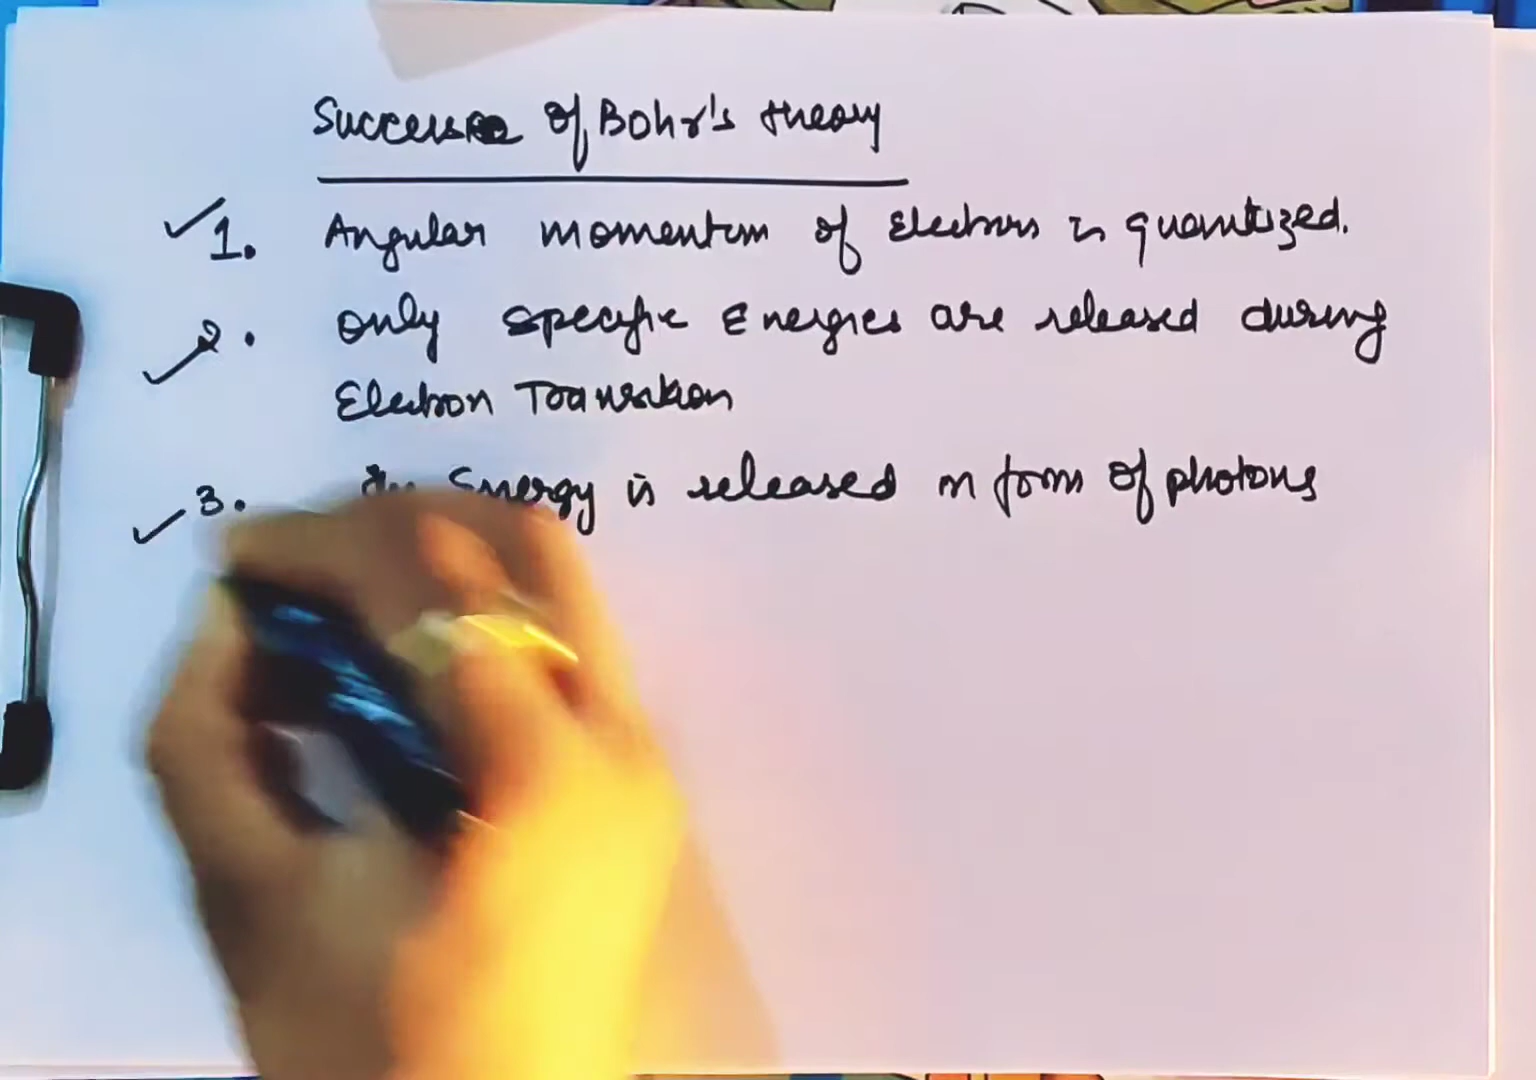 Success of Bohr's theory
1. Angular momentum of Electrons is quantized.
2. only specific Energies are released during
Electron Transition
3. Energy is released in form of photons